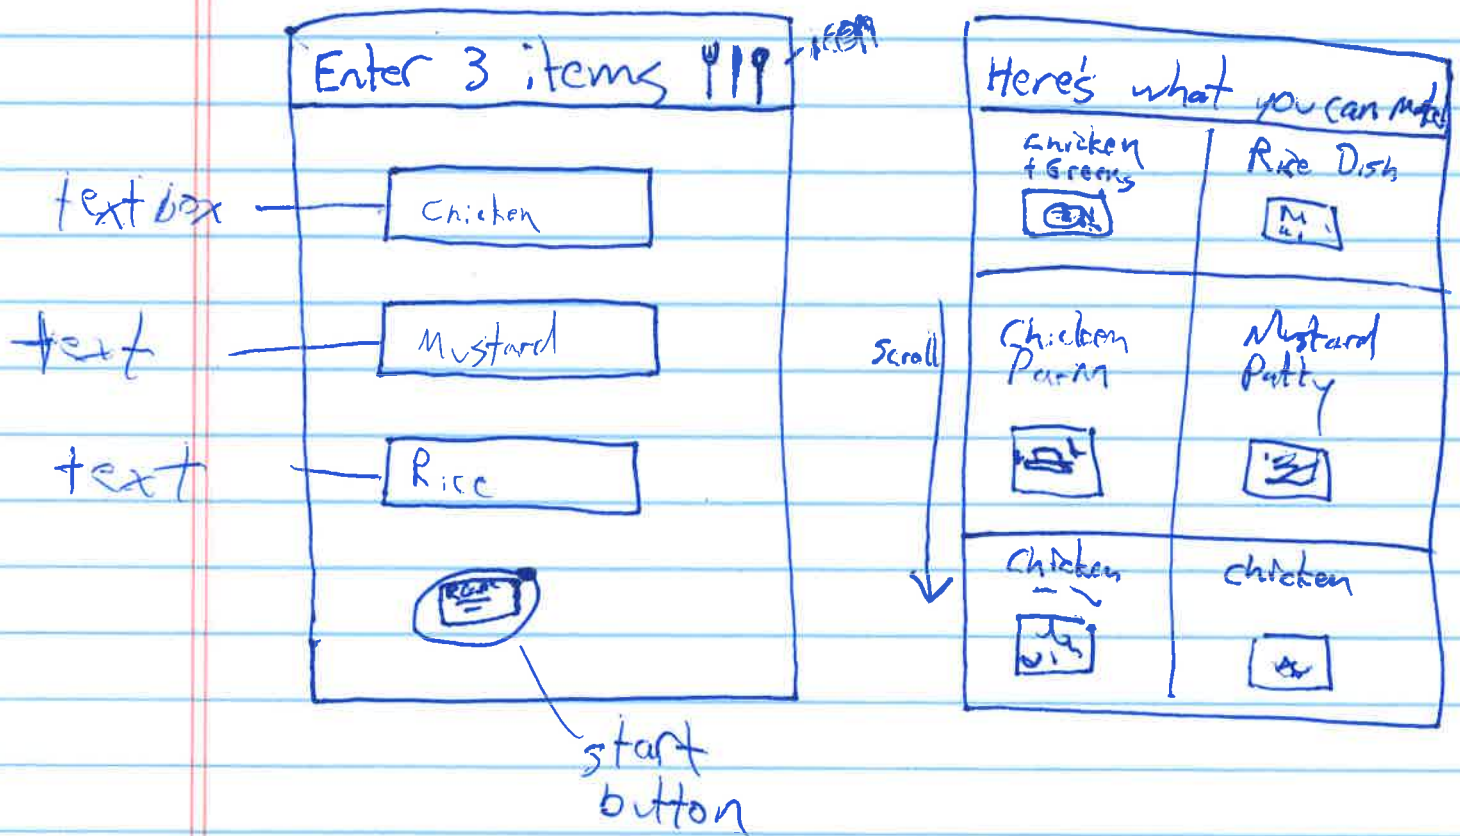 Enter 3 items
text box
Chicken
text
Mustard
text
Rice
start
button
Here's what you can make
Chicken
+ Greens
Rice Dish
scroll
Chicken
Parm
Mustard
Patty
Chicken
chicken